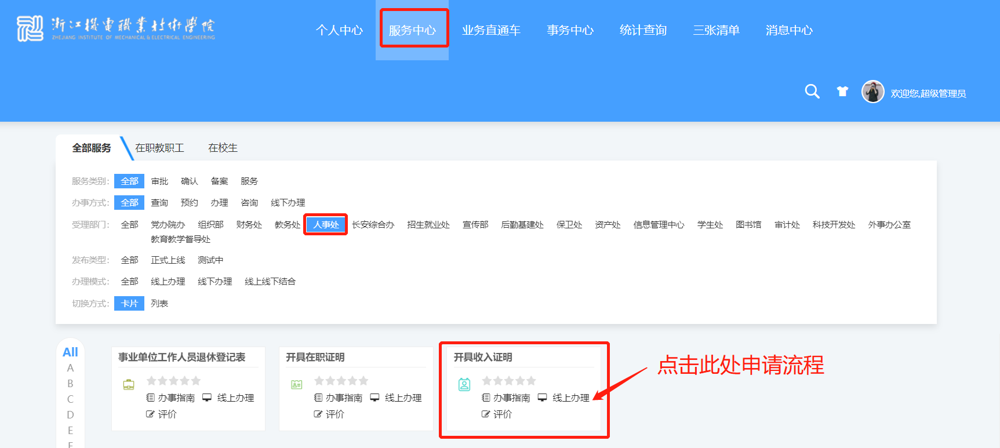 浙江機電職業技術學院
ZHEJIANG INSTITUTE OF MECHANICAL & ELECTRICAL ENGINEERING
个人中心 服务中心 业务直通车 事务中心 统计查询 三张清单 消息中心
欢迎您,超级管理员
全部服务 在职教职工 在校生
服务类别: 全部 审批 确认 备案 服务
办事方式: 全部 查询 预约 办理 咨询 线下办理
受理部门: 全部 党办院办 组织部 财务处 教务处 人事处 长安综合办 招生就业处 宣传部 后勤基建处 保卫处 资产处 信息管理中心 学生处 图书馆 审计处 科技开发处 外事办公室
教育教学督导处
发布类型: 全部 正式上线 测试中
办理模式: 全部 线上办理 线下办理 线上线下结合
切换方式: 卡片 列表
All
A
B
C
D
E
事业单位工作人员退休登记表
办事指南 线上办理
评价
开具在职证明
办事指南 线上办理
评价
开具收入证明
办事指南 线上办理
评价
点击此处申请流程